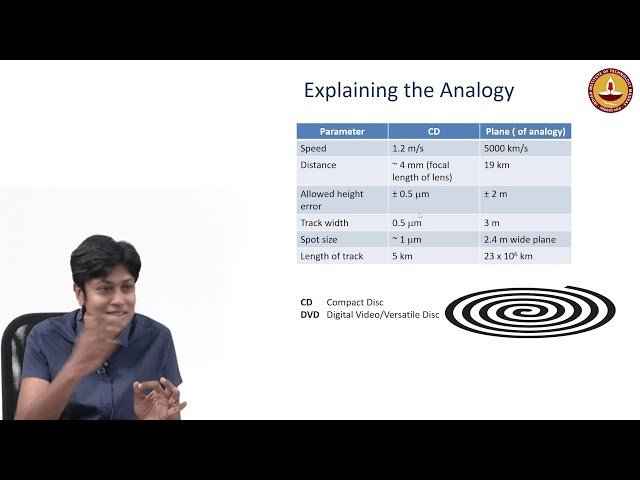 Explaining the Analogy
Parameter CD Plane ( of analogy)
Speed 1.2 m/s 5000 km/s
Distance ~ 4 mm (focal length of lens) 19 km
Allowed height error ± 0.5 μm ± 2 m
Track width 0.5 μm 3 m
Spot size ~ 1 μm 2.4 m wide plane
Length of track 5 km 23 x 10⁶ km
CD Compact Disc
DVD Digital Video/Versatile Disc